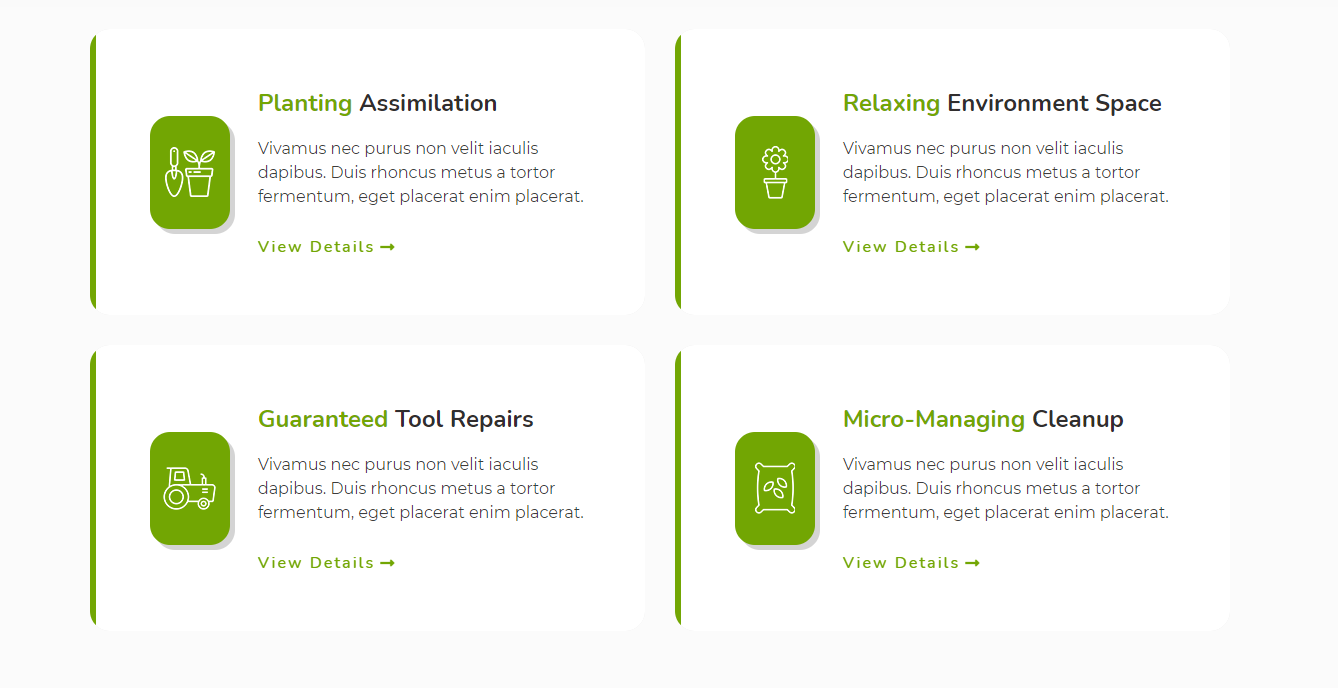 Planting Assimilation
Vivamus nec purus non velit iaculis
dapibus. Duis rhoncus metus a tortor
fermentum, eget placerat enim placerat.
View Details →
Relaxing Environment Space
Vivamus nec purus non velit iaculis
dapibus. Duis rhoncus metus a tortor
fermentum, eget placerat enim placerat.
View Details →
Guaranteed Tool Repairs
Vivamus nec purus non velit iaculis
dapibus. Duis rhoncus metus a tortor
fermentum, eget placerat enim placerat.
View Details →
Micro-Managing Cleanup
Vivamus nec purus non velit iaculis
dapibus. Duis rhoncus metus a tortor
fermentum, eget placerat enim placerat.
View Details →